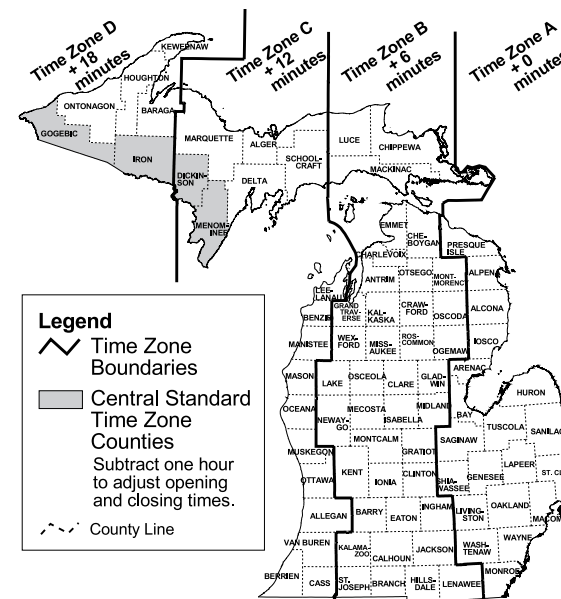 Time Zone D
+ 18
minutes
Time Zone C
+ 12
minutes
Time Zone B
+ 6
minutes
Time Zone A
+ 0
minutes
KEWEENAW
HOUGHTON
ONTONAGON
BARAGA
GOGEBIC
MARQUETTE
ALGER
LUCE
CHIPPEWA
IRON
SCHOOL-
CRAFT
MACKINAC
DICKIN-
SON
DELTA
MENOM-
INEE
EMMET
CHE-
BOYGAN
PRESQUE
ISLE
CHARLEVOIX
OTSEGO
MONT-
MORENC
ALPEN
LEE-
LANAU
ANTRIM
GRAND
TRAV-
ERSE
BENZIE
KAL-
KASKA
CRAW-
FORD
OSCODA
ALCONA
MANISTEE
WEX-
FORD
MISS-
AUKEE
ROS-
COMMON
OGEMAW
IOSCO
ARENAC
MASON
LAKE
OSCEOLA
CLARE
GLAD-
WIN
HURON
OCEANA
NEWAY-
GO
MECOSTA
ISABELLA
MIDLAND
BAY
TUSCOLA
SANILAC
MONTCALM
GRATIOT
SAGINAW
MUSKEGON
KENT
IONIA
CLINTON
SHIA-
WASSEE
GENESEE
LAPEER
ST. CL
OTTAWA
ALLEGAN
BARRY
EATON
INGHAM
LIVING-
STON
OAKLAND
MACOM
VAN BUREN
KALAMA-
ZOO
CALHOUN
JACKSON
WASH-
TENAW
WAYNE
BERRIEN
CASS
ST.
JOSEPH
BRANCH
HILLS-
DALE
LENAWEE
MONROE
Legend
Time Zone
Boundaries
Central Standard
Time Zone
Counties
Subtract one hour
to adjust opening
and closing times.
County Line